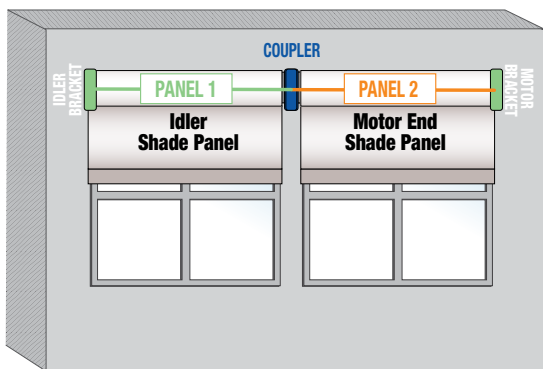 COUPLER
IDLER
BRACKET
PANEL 1
PANEL 2
MOTOR
BRACKET
Idler
Shade Panel
Motor End
Shade Panel